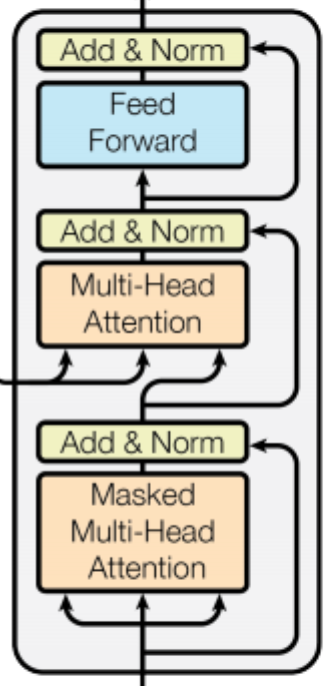 Add & Norm
Feed
Forward
Add & Norm
Multi-Head
Attention
Add & Norm
Masked
Multi-Head
Attention